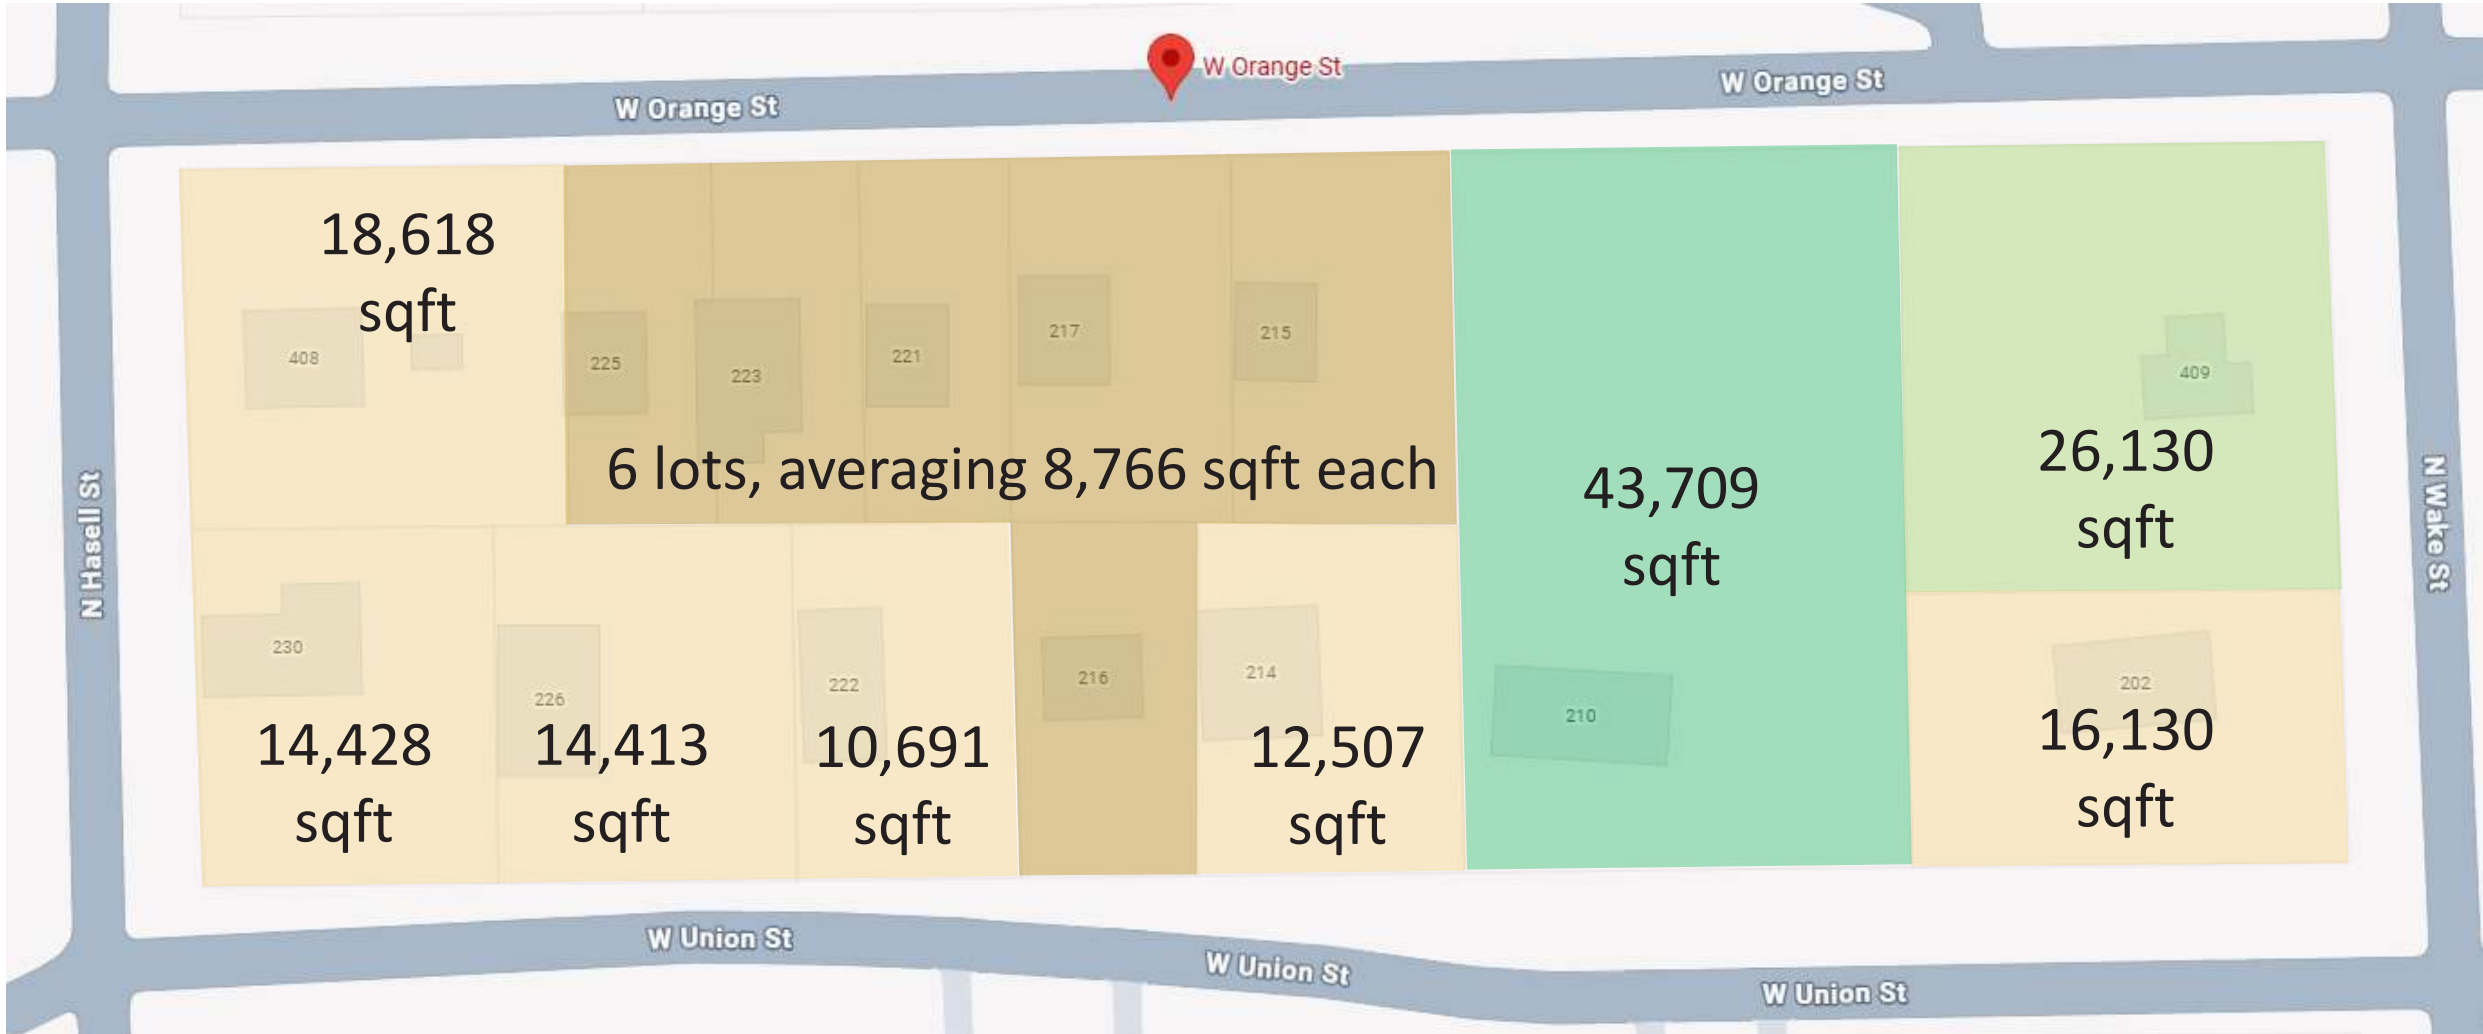 W Orange St
W Orange St
W Orange St
18,618
sqft
408
225
223
221
217
215
409
6 lots, averaging 8,766 sqft each
43,709
sqft
26,130
sqft
N Hasell St
N Wake St
230
226
222
216
214
210
202
14,428
sqft
14,413
sqft
10,691
sqft
12,507
sqft
16,130
sqft
W Union St
W Union St
W Union St